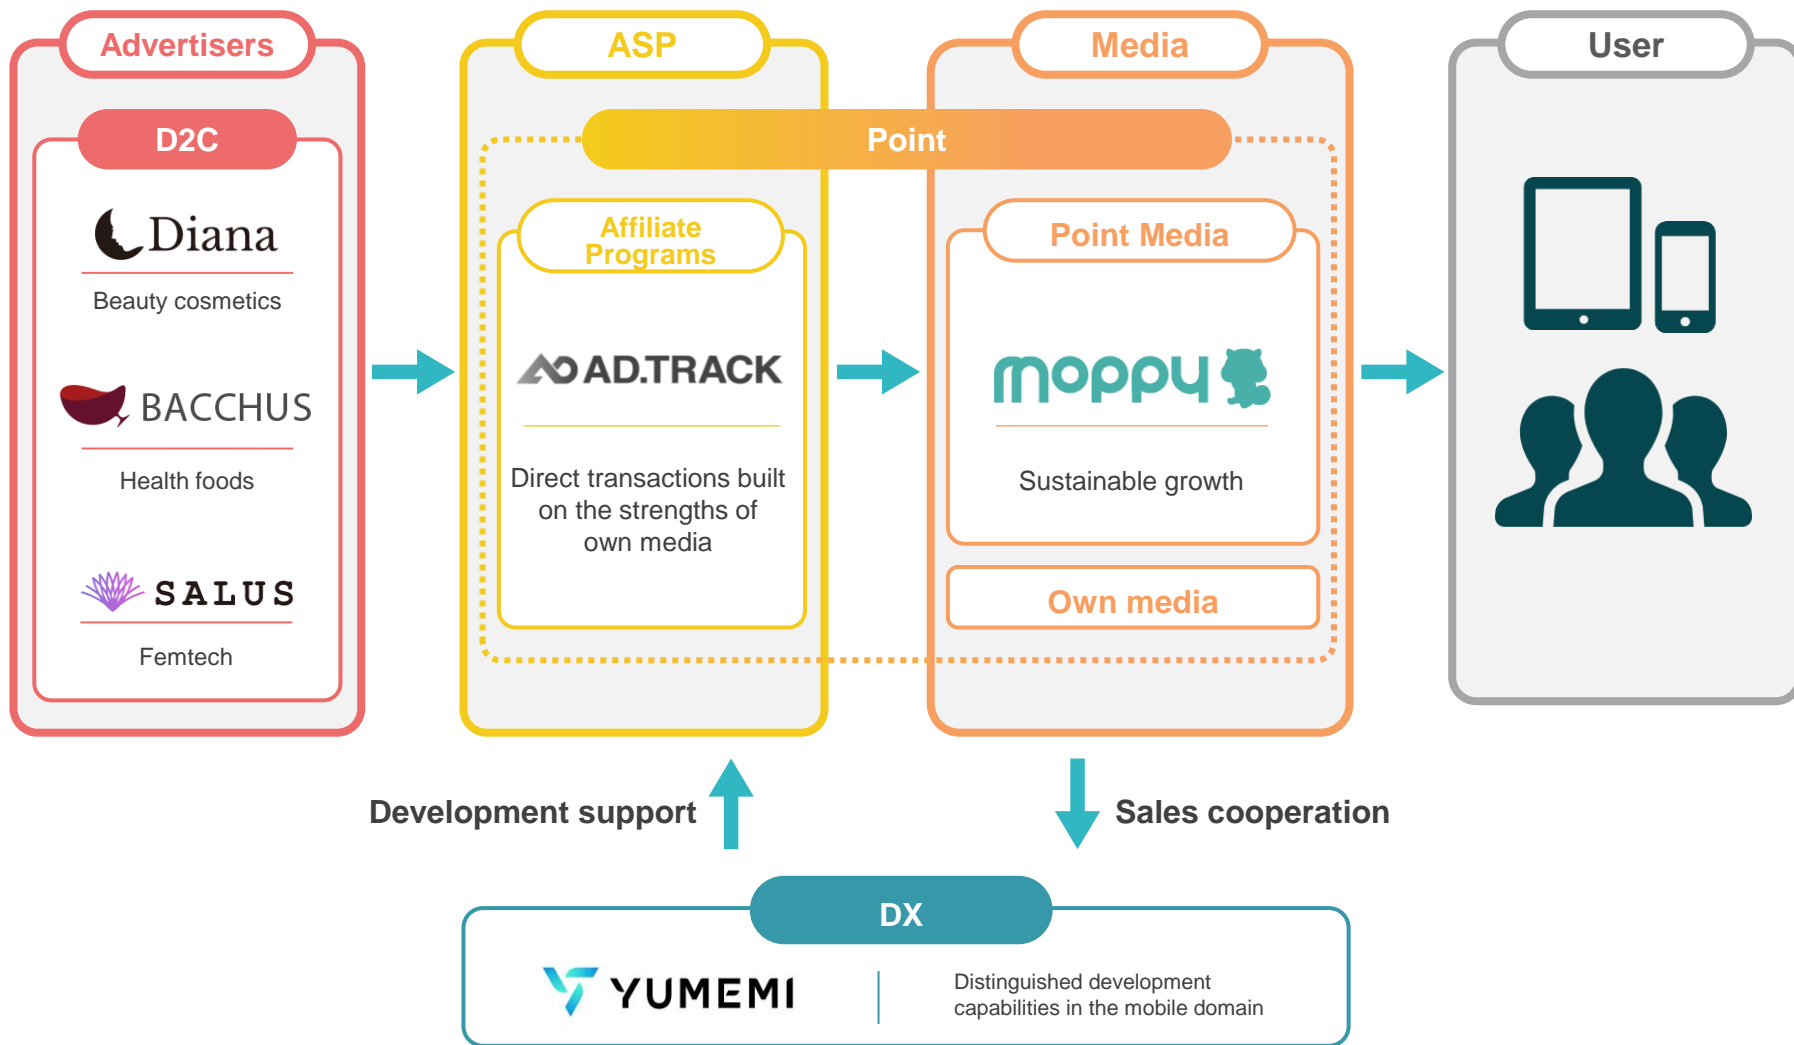 Advertisers
D2C
Diana
Beauty cosmetics
BACCHUS
Health foods
SALUS
Femtech
ASP
Media
Point
Affiliate
Programs
AD.TRACK
Direct transactions built
on the strengths of
own media
Point Media
moppy
Sustainable growth
Own media
User
Development support
Sales cooperation
DX
YUMEMI
Distinguished development
capabilities in the mobile domain